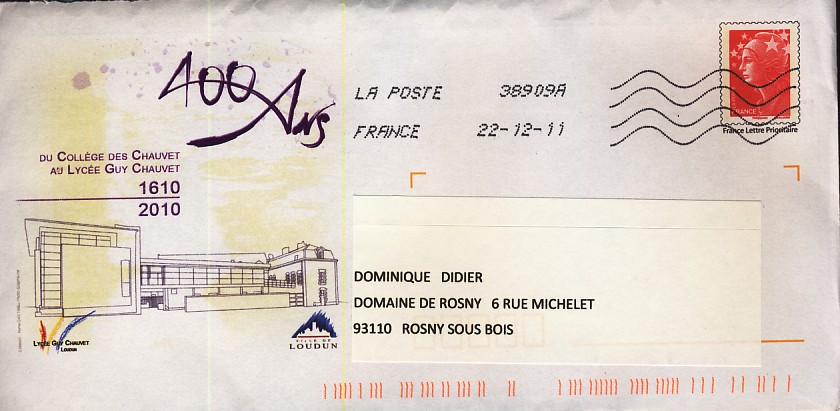 400 Ans
DU COLLÈGE DES CHAUVET
AU LYCÉE GUY CHAUVET
1610
2010
LYCÉE GUY CHAUVET
LOUDUN
VILLE DE
LOUDUN
LA POSTE 38909A
FRANCE 22-12-11
FRANCE
France Lettre Prioritaire
DOMINIQUE DIDIER
DOMAINE DE ROSNY 6 RUE MICHELET
93110 ROSNY SOUS BOIS